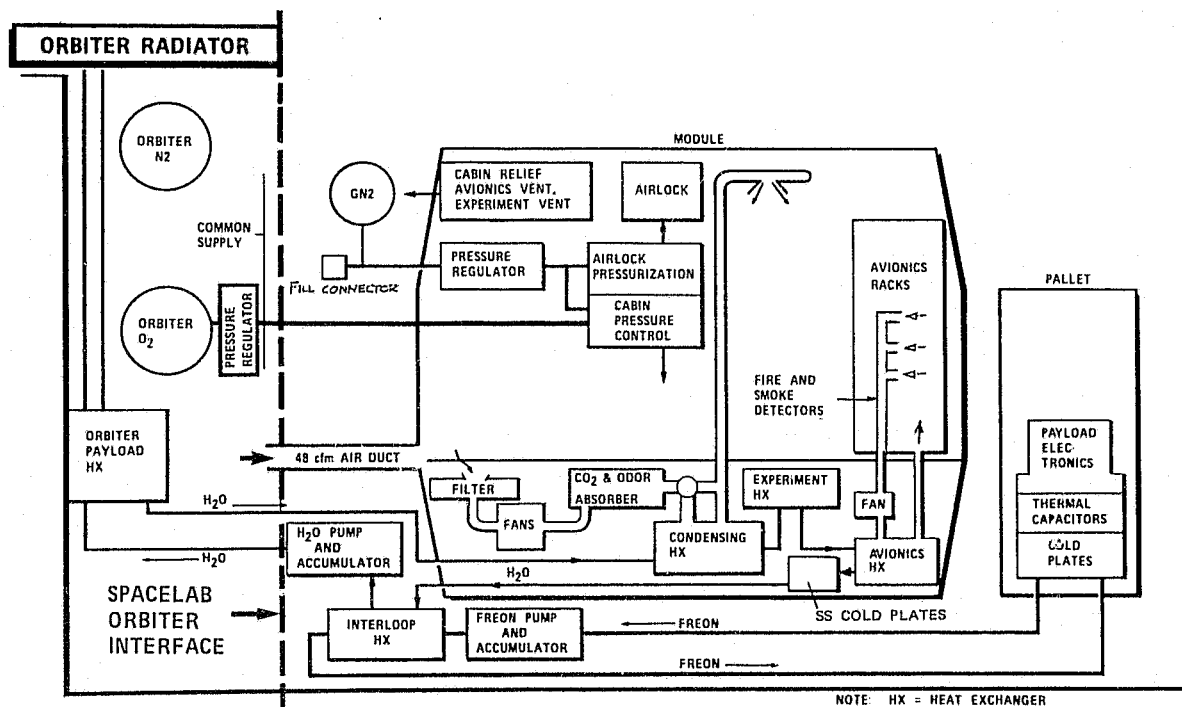 ORBITER RADIATOR
ORBITER
N2
COMMON
SUPPLY
ORBITER
O2
PRESSURE
REGULATOR
ORBITER
PAYLOAD
HX
SPACELAB
ORBITER
INTERFACE
MODULE
GN2
CABIN RELIEF
AVIONICS VENT,
EXPERIMENT VENT
AIRLOCK
FILL CONNECTOR
PRESSURE
REGULATOR
AIRLOCK
PRESSURIZATION
CABIN
PRESSURE
CONTROL
AVIONICS
RACKS
FIRE AND
SMOKE
DETECTORS
48 cfm AIR DUCT
FILTER
FANS
CO2 & ODOR
ABSORBER
CONDENSING
HX
EXPERIMENT
HX
FAN
AVIONICS
HX
SS COLD PLATES
H2O
H2O
H2O
H2O PUMP
AND
ACCUMULATOR
INTERLOOP
HX
FREON PUMP
AND
ACCUMULATOR
FREON
FREON
PALLET
PAYLOAD
ELEC-
TRONICS
THERMAL
CAPACITORS
COLD
PLATES
NOTE: HX = HEAT EXCHANGER